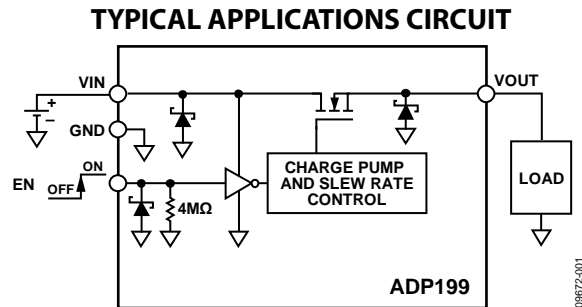 TYPICAL APPLICATIONS CIRCUIT
VIN
VOUT
+
–
GND
ON
EN
OFF
4MΩ
CHARGE PUMP
AND SLEW RATE
CONTROL
LOAD
ADP199
09672-001